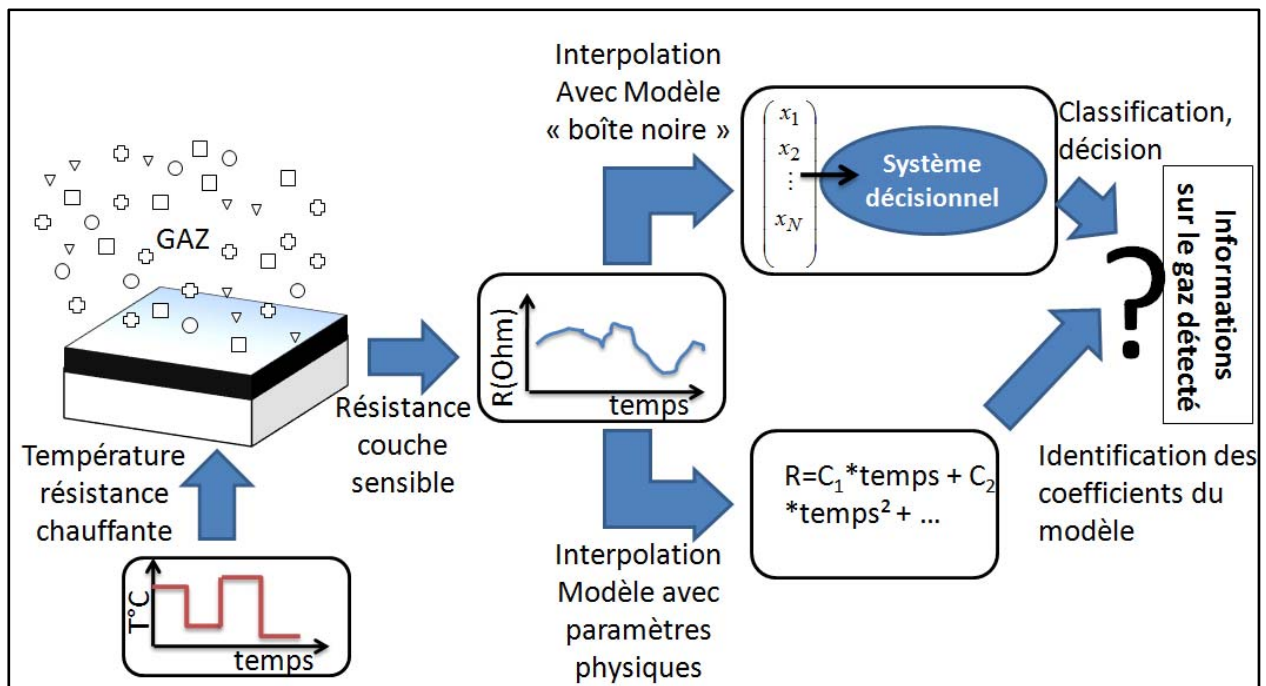 GAZ
Température
résistance
chauffante
T°C
temps
Résistance
couche
sensible
R(Ohm)
temps
Interpolation
Avec Modèle
« boîte noire »
x1
x2
⋮
xN
Système
décisionnel
Classification,
décision
Interpolation
Modèle avec
paramètres
physiques
R=C₁*temps + C₂
*temps² + ...
Identification des
coefficients du
modèle
?
Informations
sur le gaz détecté